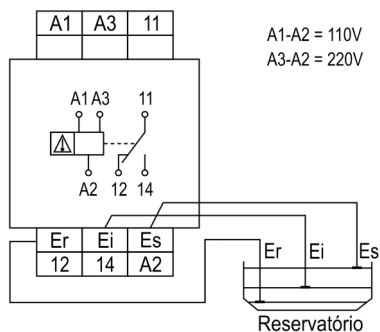 A1 A3 11
A1-A2 = 110V
A3-A2 = 220V
A1 A3 11
A2 12 14
Er Ei Es
12 14 A2
Er Ei Es
Reservatório